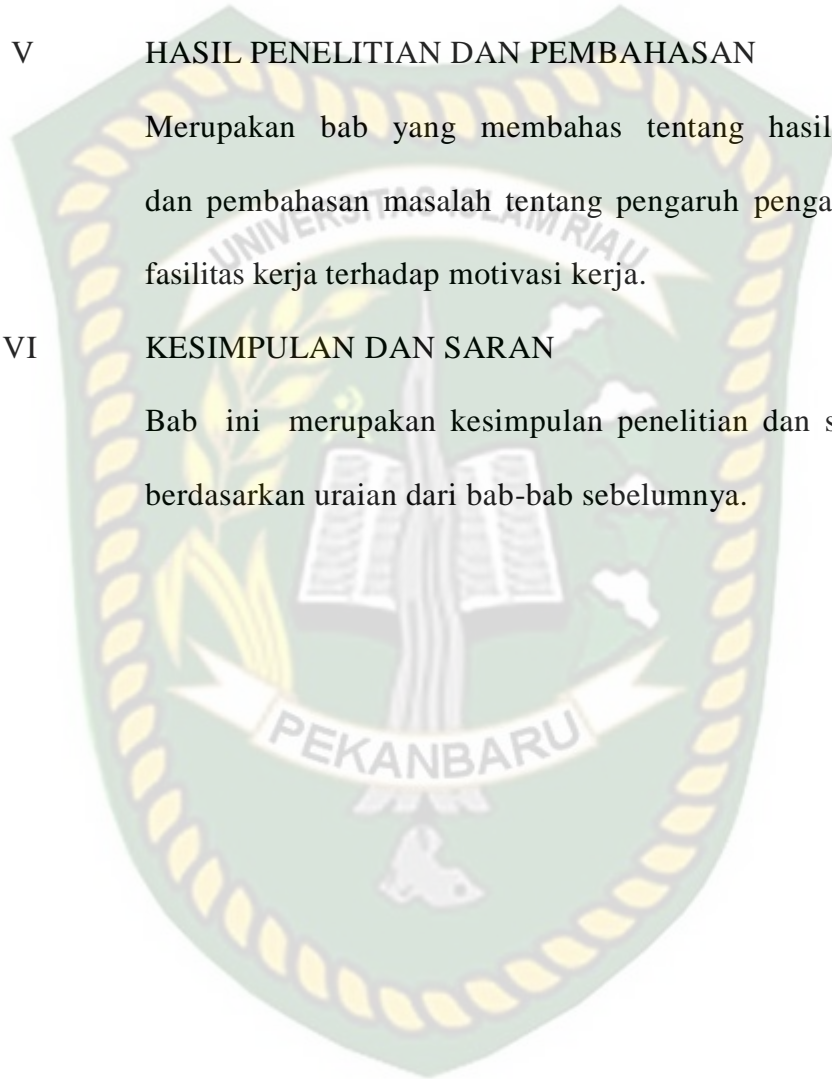 V HASIL PENELITIAN DAN PEMBAHASAN
Merupakan bab yang membahas tentang hasil
dan pembahasan masalah tentang pengaruh penga
fasilitas kerja terhadap motivasi kerja.
VI KESIMPULAN DAN SARAN
Bab ini merupakan kesimpulan penelitian dan s
berdasarkan uraian dari bab-bab sebelumnya.
UNIVERSITAS ISLAM RIAU
PEKANBARU